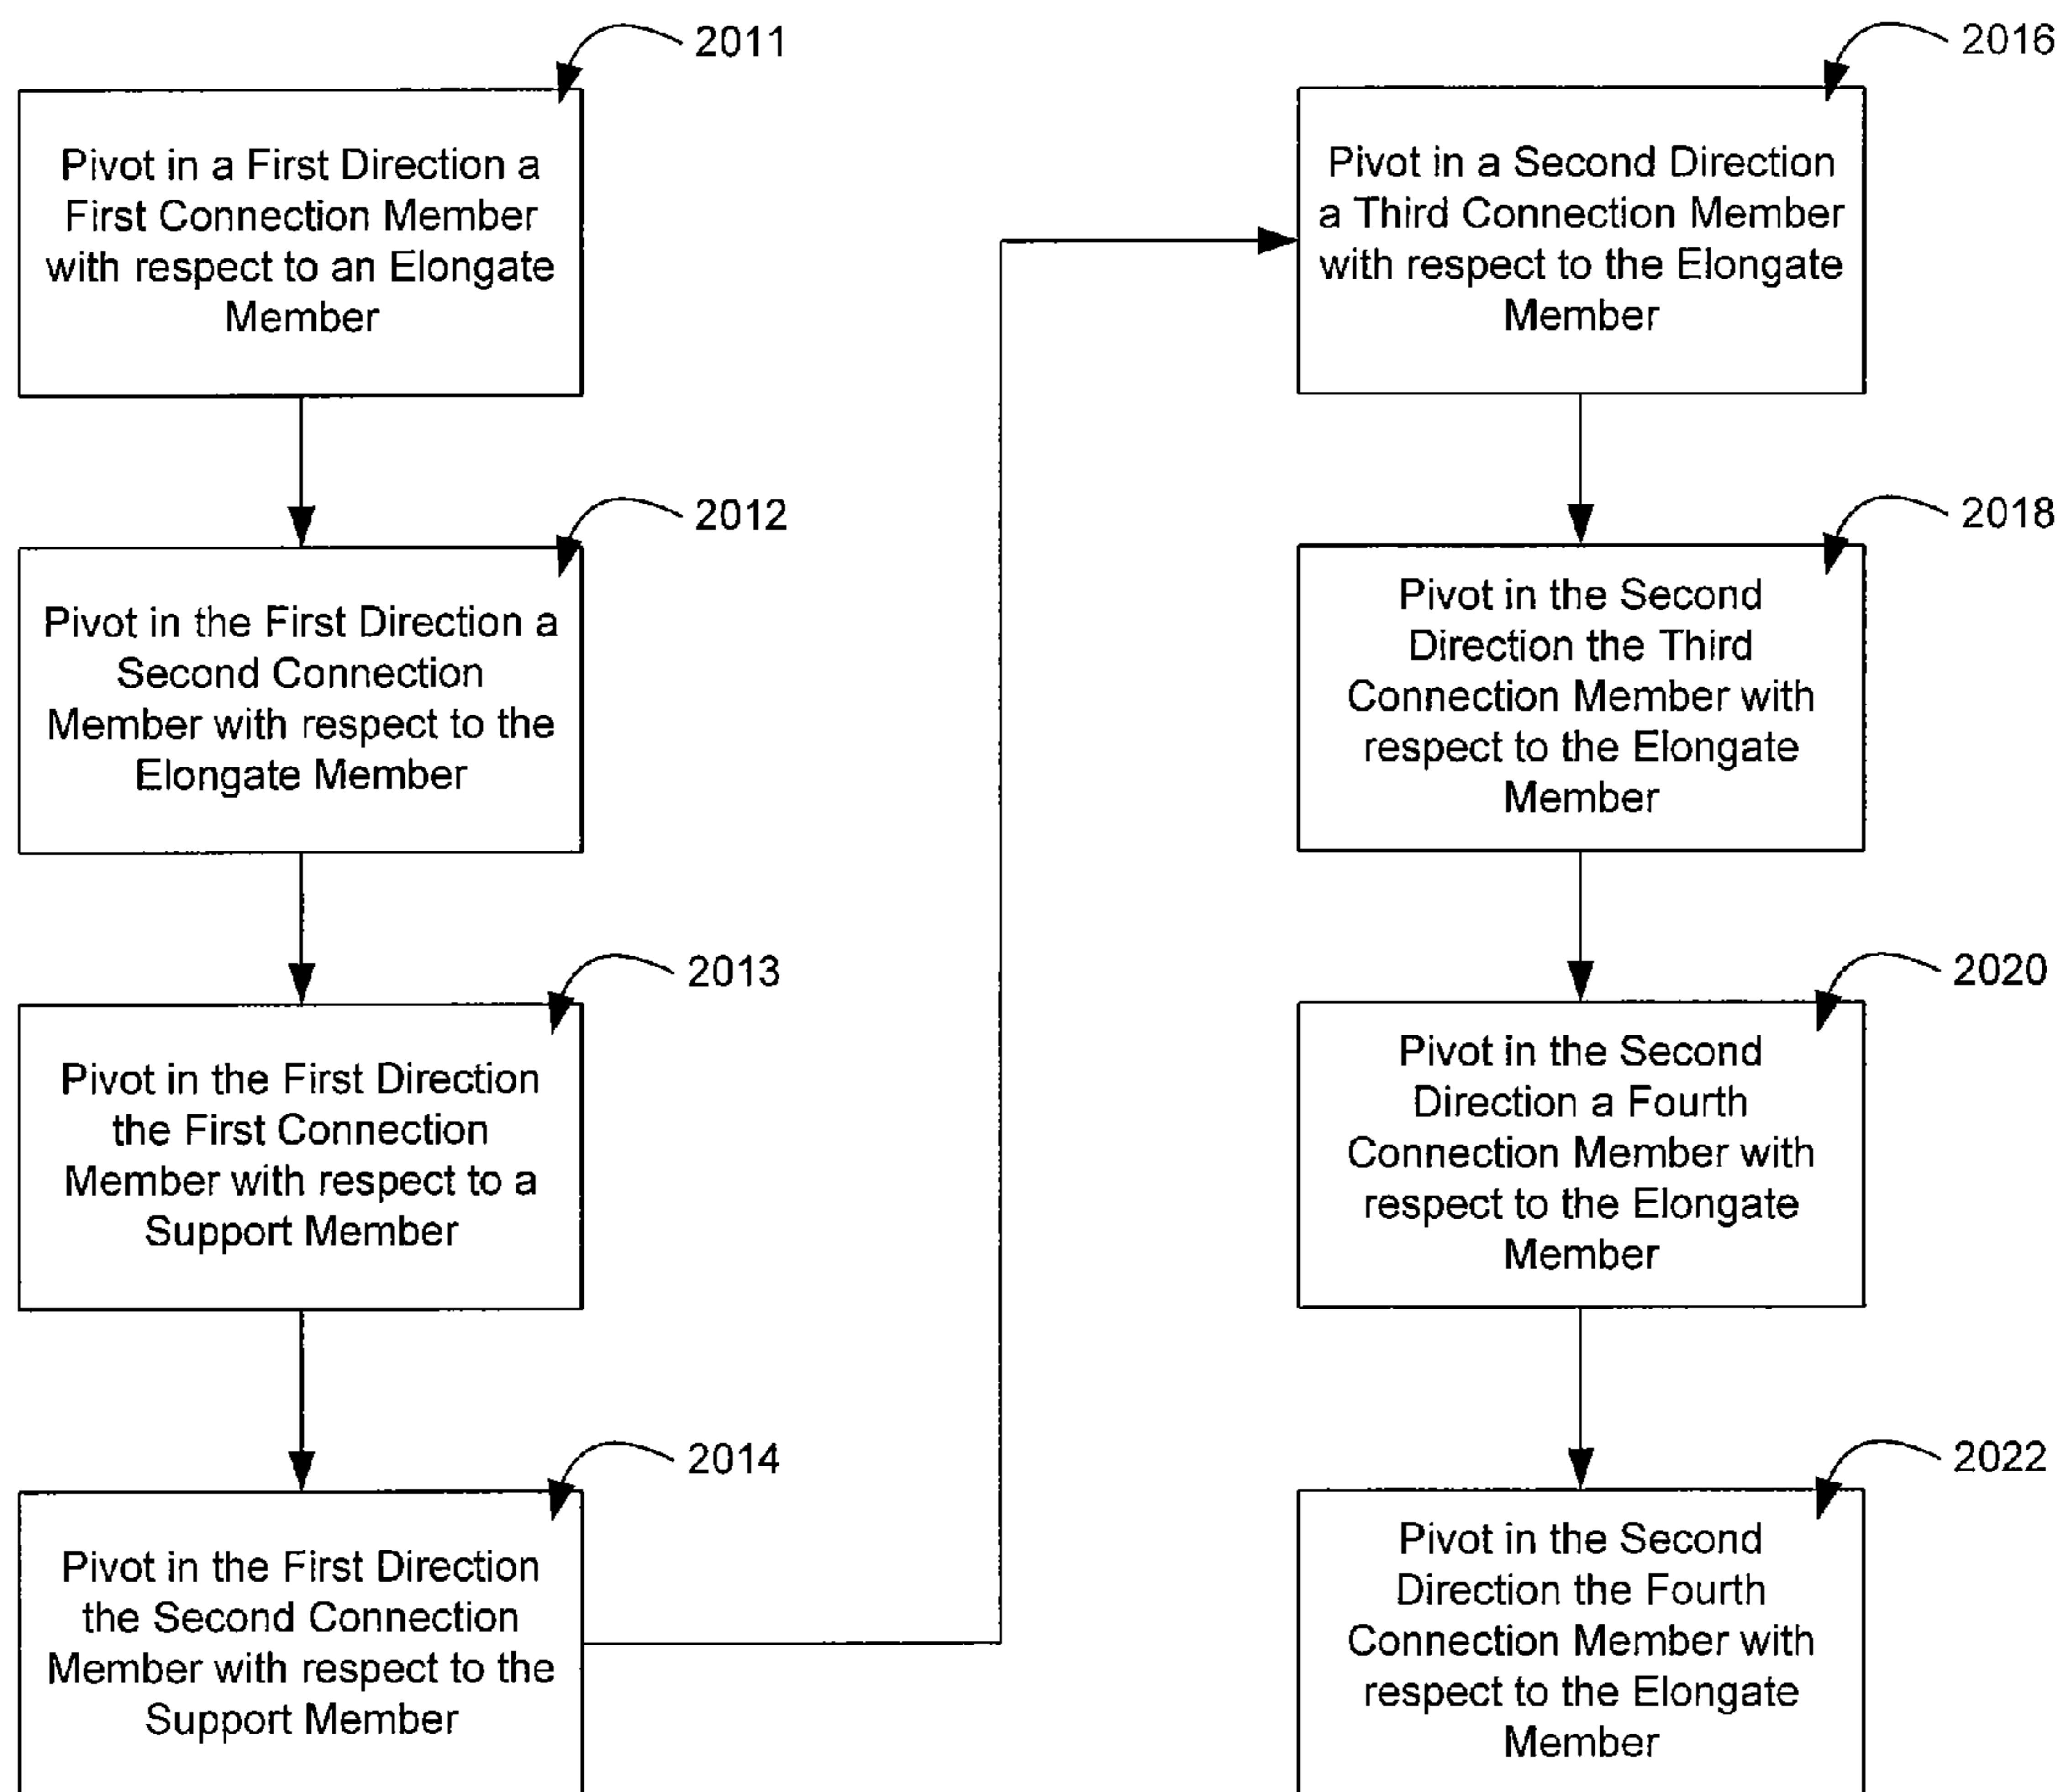 2011
Pivot in a First Direction a
First Connection Member
with respect to an Elongate
Member
2012
Pivot in the First Direction a
Second Connection
Member with respect to the
Elongate Member
2013
Pivot in the First Direction
the First Connection
Member with respect to a
Support Member
2014
Pivot in the First Direction
the Second Connection
Member with respect to the
Support Member
2016
Pivot in a Second Direction
a Third Connection Member
with respect to the Elongate
Member
2018
Pivot in the Second
Direction the Third
Connection Member with
respect to the Elongate
Member
2020
Pivot in the Second
Direction a Fourth
Connection Member with
respect to the Elongate
Member
2022
Pivot in the Second
Direction the Fourth
Connection Member with
respect to the Elongate
Member